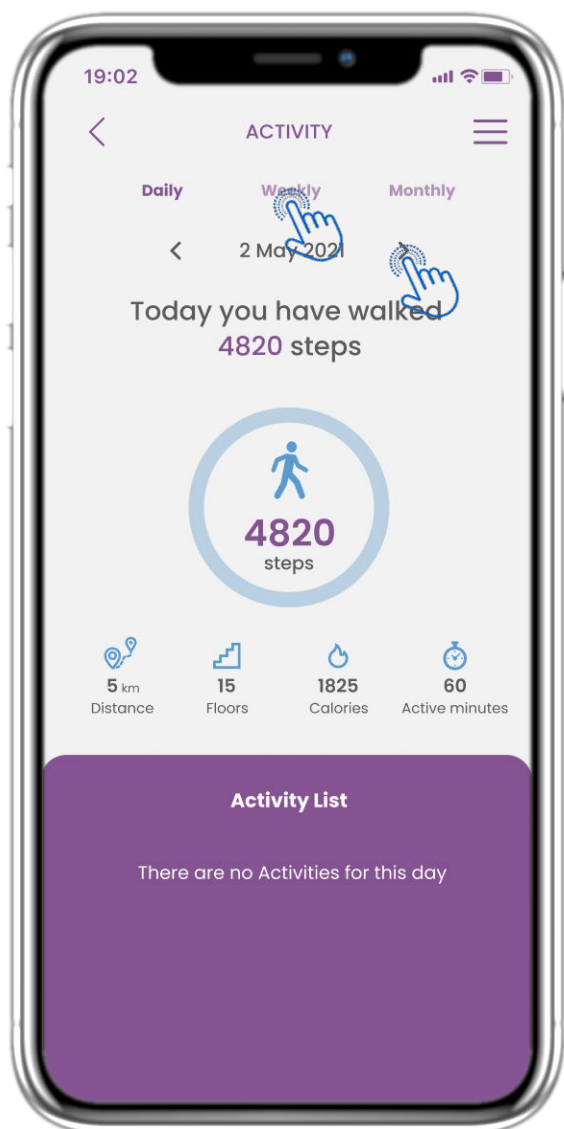 19:02
ACTIVITY
Daily Weekly Monthly
2 May 2021
Today you have walked
4820 steps
4820
steps
5 km 15 1825 60
Distance Floors Calories Active minutes
Activity List
There are no Activities for this day